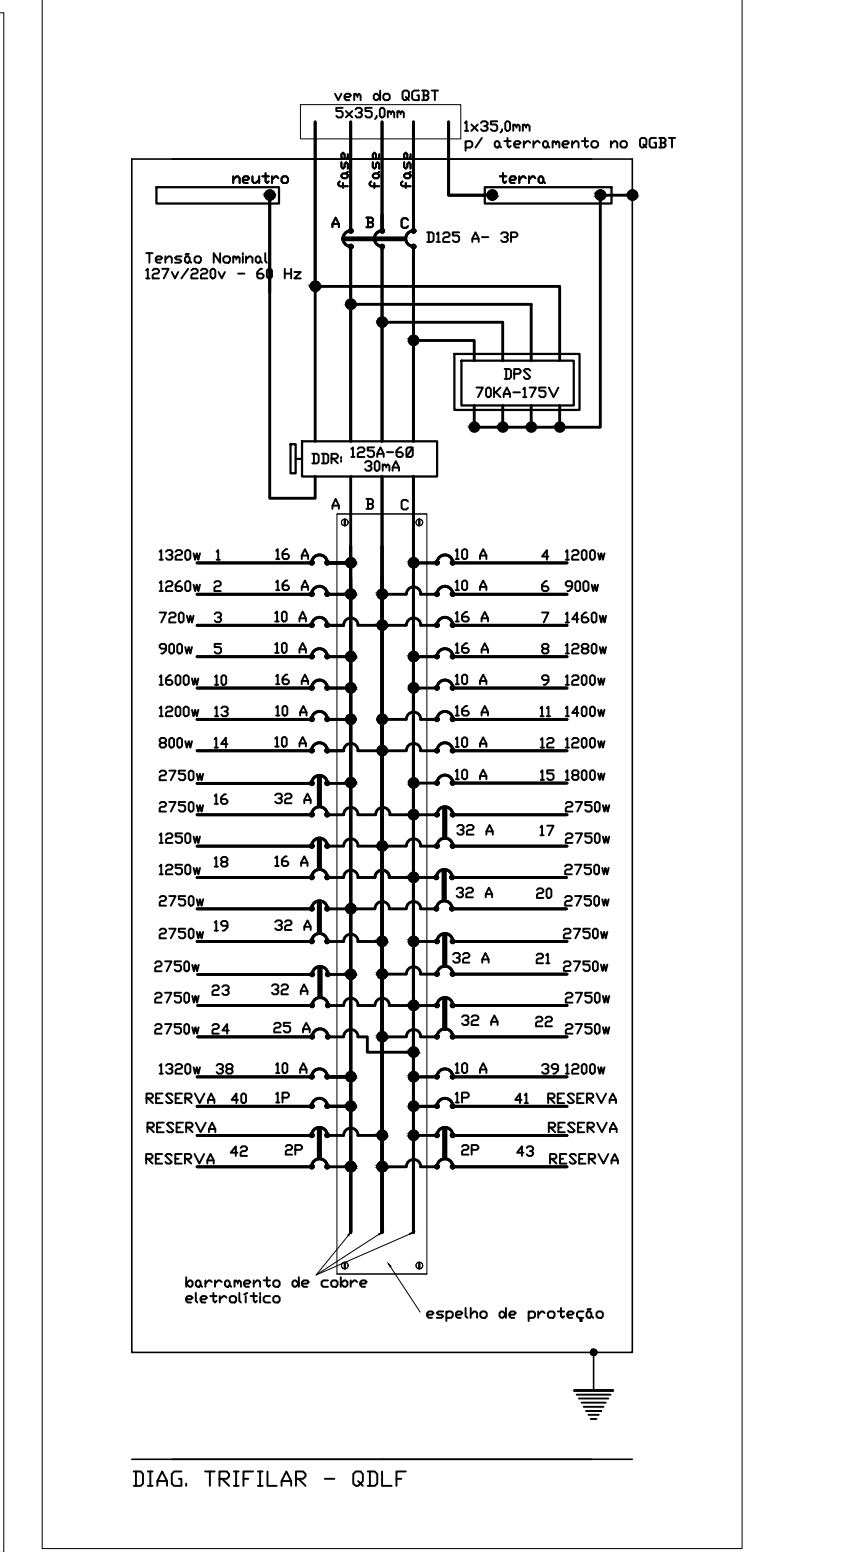 vem do QGBT
5x35,0mm
1x35,0mm
p/ aterramento no QGBT
fase
fase
fase
neutro
terra
A B C
D125 A- 3P
Tensão Nominal
127v/220v - 60 Hz
DPS
70KA-175V
DDR: 125A-60
30mA
A B C
1320w 1 16 A 10 A 4 1200w
1260w 2 16 A 10 A 6 900w
720w 3 10 A 16 A 7 1460w
900w 5 10 A 16 A 8 1280w
1600w 10 16 A 10 A 9 1200w
1200w 13 10 A 16 A 11 1400w
800w 14 10 A 10 A 12 1200w
2750w 10 A 15 1800w
16 32 A
2750w 2750w
32 A 17
1250w 2750w
18 16 A
1250w 2750w
32 A 20
2750w 2750w
19 32 A
2750w 2750w
32 A 21
2750w 2750w
23 32 A
2750w 2750w
32 A 22
2750w 24 25 A 2750w
1320w 38 10 A 10 A 39 1200w
RESERVA 40 1P 1P 41 RESERVA
RESERVA RESERVA
42 2P 2P 43
RESERVA RESERVA
barramento de cobre
eletrolítico
espelho de proteção
DIAG. TRIFILAR - QDLF